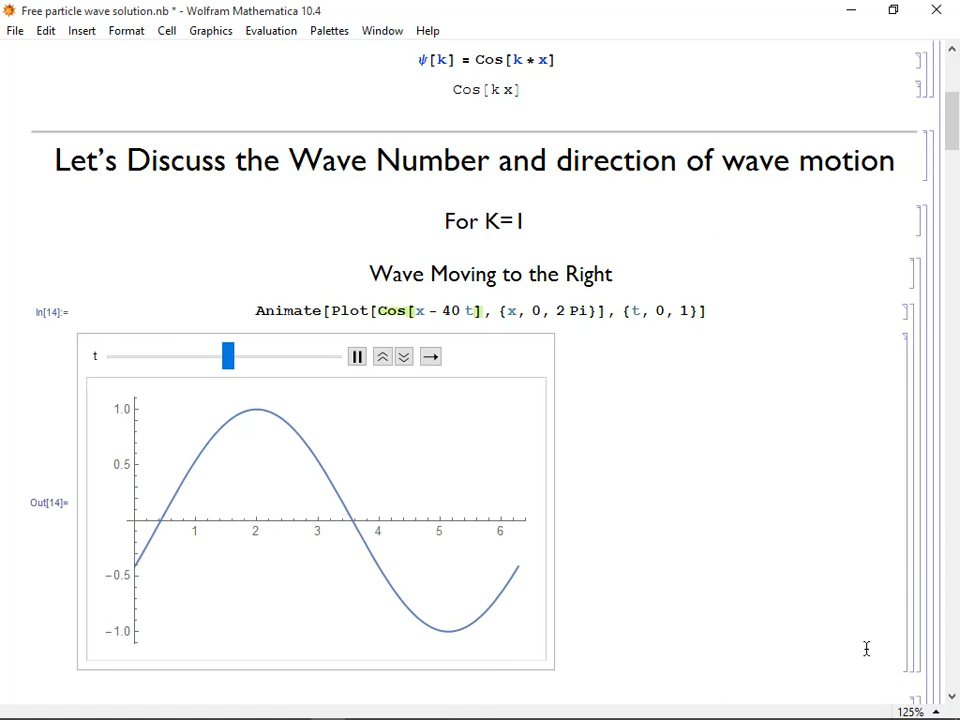 Free particle wave solution.nb * - Wolfram Mathematica 10.4
File Edit Insert Format Cell Graphics Evaluation Palettes Window Help
ψ[k] = Cos[k * x]
Cos[k x]
Let's Discuss the Wave Number and direction of wave motion
For K=1
Wave Moving to the Right
In[14]:= Animate[Plot[Cos[x - 40 t], {x, 0, 2 Pi}], {t, 0, 1}]
t
1.0
0.5
1 2 3 4 5 6
Out[14]=
-0.5
-1.0
125%